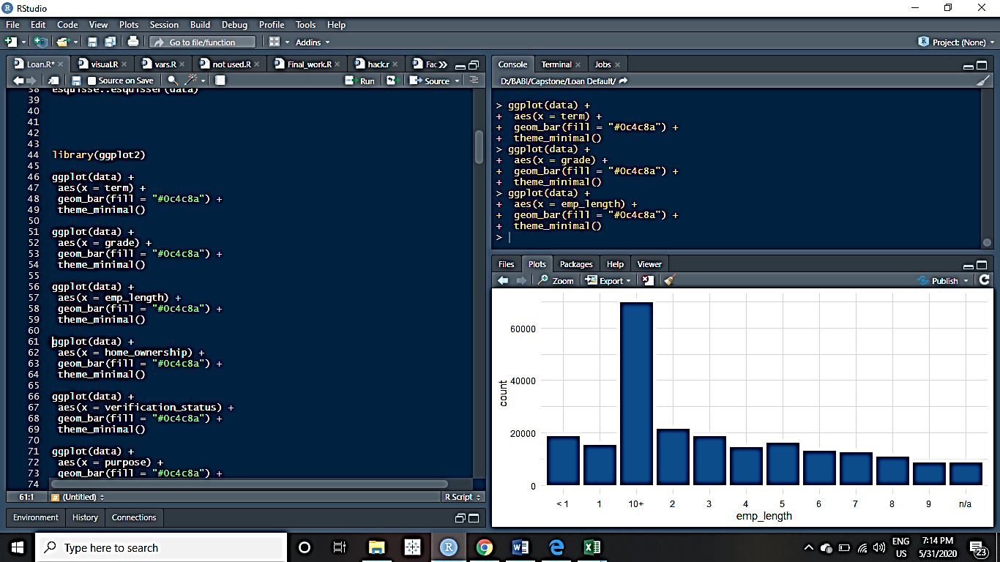 RStudio
File Edit Code View Plots Session Build Debug Profile Tools Help
Go to file/function Addins Project: (None)
Loan.R* visual.R vars.R not used.R Final_work.R hack.r Fac
Source on Save Run Source
38 esquisse::esquisser(data)
39
40
41
42
43
44 library(ggplot2)
45
46 ggplot(data) +
47 aes(x = term) +
48 geom_bar(fill = "#0c4c8a") +
49 theme_minimal()
50
51 ggplot(data) +
52 aes(x = grade) +
53 geom_bar(fill = "#0c4c8a") +
54 theme_minimal()
55
56 ggplot(data) +
57 aes(x = emp_length) +
58 geom_bar(fill = "#0c4c8a") +
59 theme_minimal()
60
61 ggplot(data) +
62 aes(x = home_ownership) +
63 geom_bar(fill = "#0c4c8a") +
64 theme_minimal()
65
66 ggplot(data) +
67 aes(x = verification_status) +
68 geom_bar(fill = "#0c4c8a") +
69 theme_minimal()
70
71 ggplot(data) +
72 aes(x = purpose) +
73 geom_bar(fill = "#0c4c8a") +
74
61:1 (Untitled) R Script
Environment History Connections
Console Terminal Jobs
D:/BABI/Capstone/Loan Default/
> ggplot(data) +
+ aes(x = term) +
+ geom_bar(fill = "#0c4c8a") +
+ theme_minimal()
> ggplot(data) +
+ aes(x = grade) +
+ geom_bar(fill = "#0c4c8a") +
+ theme_minimal()
> ggplot(data) +
+ aes(x = emp_length) +
+ geom_bar(fill = "#0c4c8a") +
+ theme_minimal()
>
Files Plots Packages Help Viewer
Zoom Export Publish
60000
40000
20000
0
count
< 1 1 10+ 2 3 4 5 6 7 8 9 n/a
emp_length
Type here to search
ENG
US
7:14 PM
5/31/2020
23